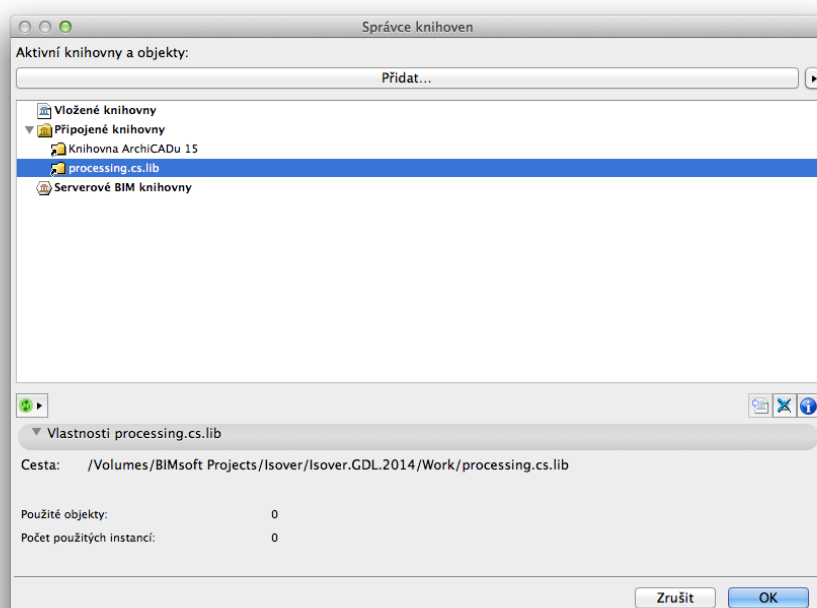 Správce knihoven
Aktivní knihovny a objekty:
Přidat...
Vložené knihovny
Připojené knihovny
Knihovna ArchiCADu 15
processing.cs.lib
Serverové BIM knihovny
Vlastnosti processing.cs.lib
Cesta: /Volumes/BIMsoft Projects/Isover/Isover.GDL.2014/Work/processing.cs.lib
Použité objekty: 0
Počet použitých instancí: 0
Zrušit OK